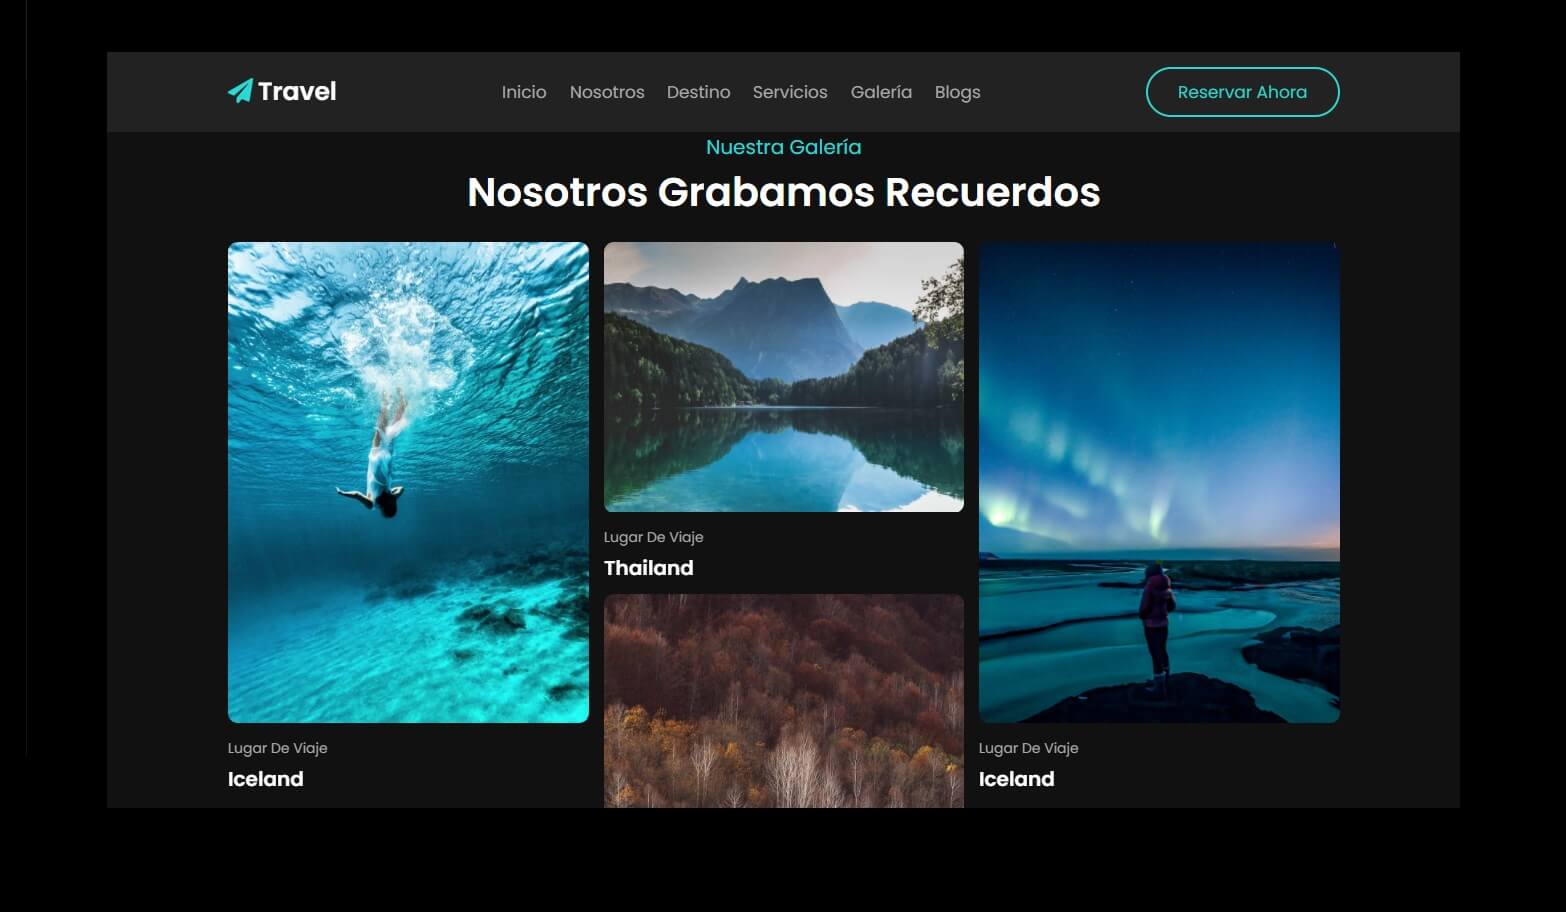 Travel
Inicio Nosotros Destino Servicios Galería Blogs
Reservar Ahora
Nuestra Galería
Nosotros Grabamos Recuerdos
Lugar De Viaje
Iceland
Lugar De Viaje
Thailand
Lugar De Viaje
Iceland